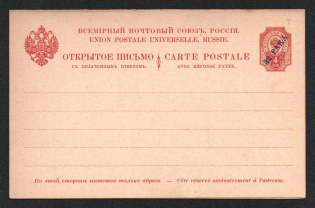 ВСЕМІРНЫЙ ПОЧТОВЫЙ СОЮЗЪ. РОССІЯ.
UNION POSTALE UNIVERSELLE. RUSSIE.
ОТКРЫТОЕ ПИСЬМО CARTE POSTALE
СЪ ОПЛАЧЕННЫМЪ ОТВѢТОМЪ. AVEC RÉPONSE PAYÉE.
PARA
На этой сторонѣ пишется только адресъ. — Côté réservé exclusivement à l'adresse.